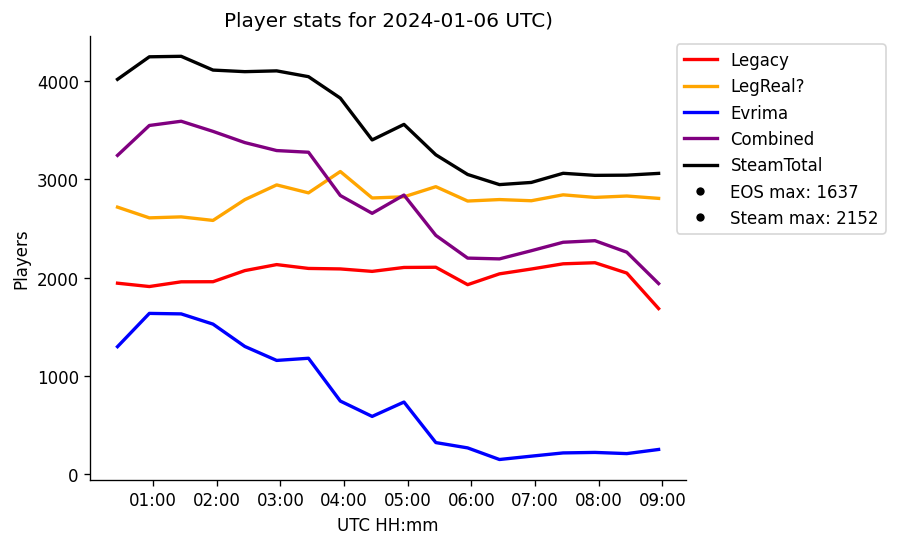 Player stats for 2024-01-06 UTC)
Legacy
LegReal?
Evrima
Combined
SteamTotal
EOS max: 1637
Steam max: 2152
Players
4000
3000
2000
1000
0
01:00 02:00 03:00 04:00 05:00 06:00 07:00 08:00 09:00
UTC HH:mm